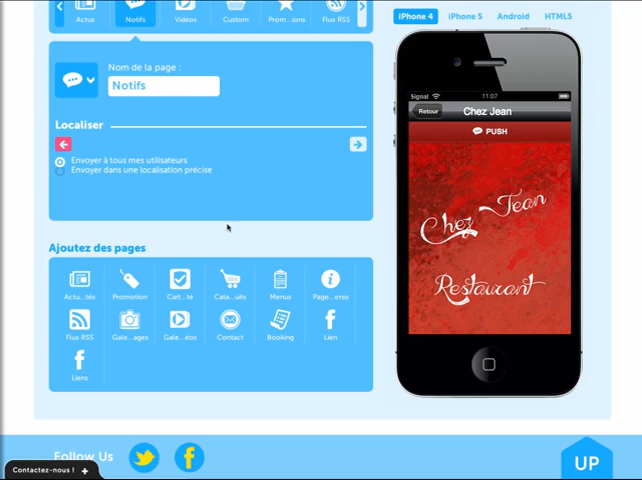 Actus
Notifs
Vidéos
Custom
Prom...ions
Flux RSS
iPhone 4
iPhone 5
Android
HTML5
Nom de la page :
Notifs
Localiser
Envoyer à tous mes utilisateurs
Envoyer dans une localisation précise
Signal
11:07
Retour
Chez Jean
PUSH
Chez Jean
Restaurant
Ajoutez des pages
Actu...tés
Promotion
Cart...té
Cata...uits
Menus
Page...erso
Flux RSS
Gale...ages
Gale...éos
Contact
Booking
Lien
Liens
Follow Us
UP
Contactez-nous ! +